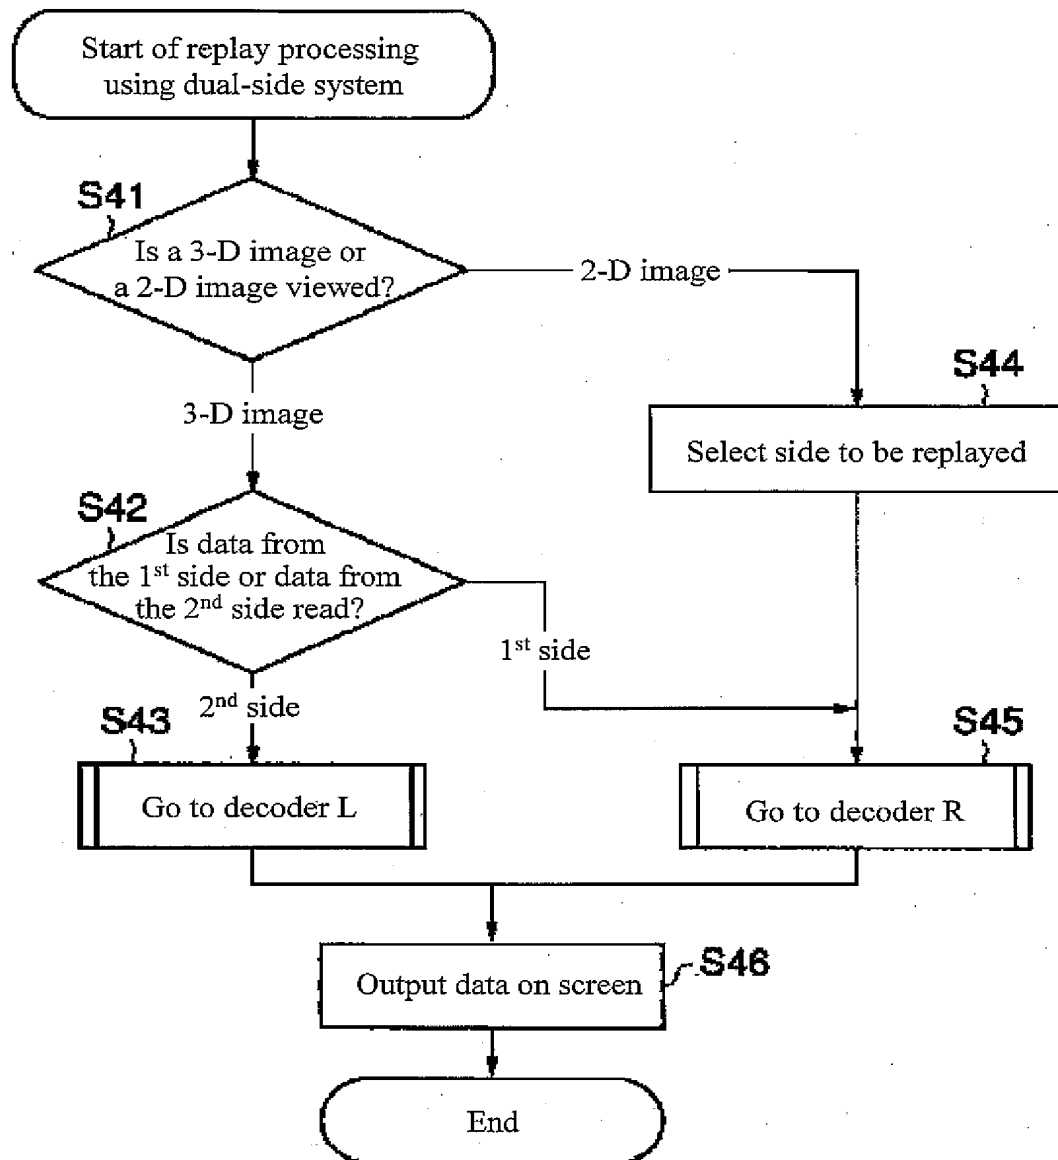 Start of replay processing
using dual-side system
S41
Is a 3-D image or
a 2-D image viewed?
2-D image
3-D image
S44
Select side to be replayed
S42
Is data from
the 1st side or data from
the 2nd side read?
1st side
2nd side
S43
Go to decoder L
S45
Go to decoder R
Output data on screen
S46
End